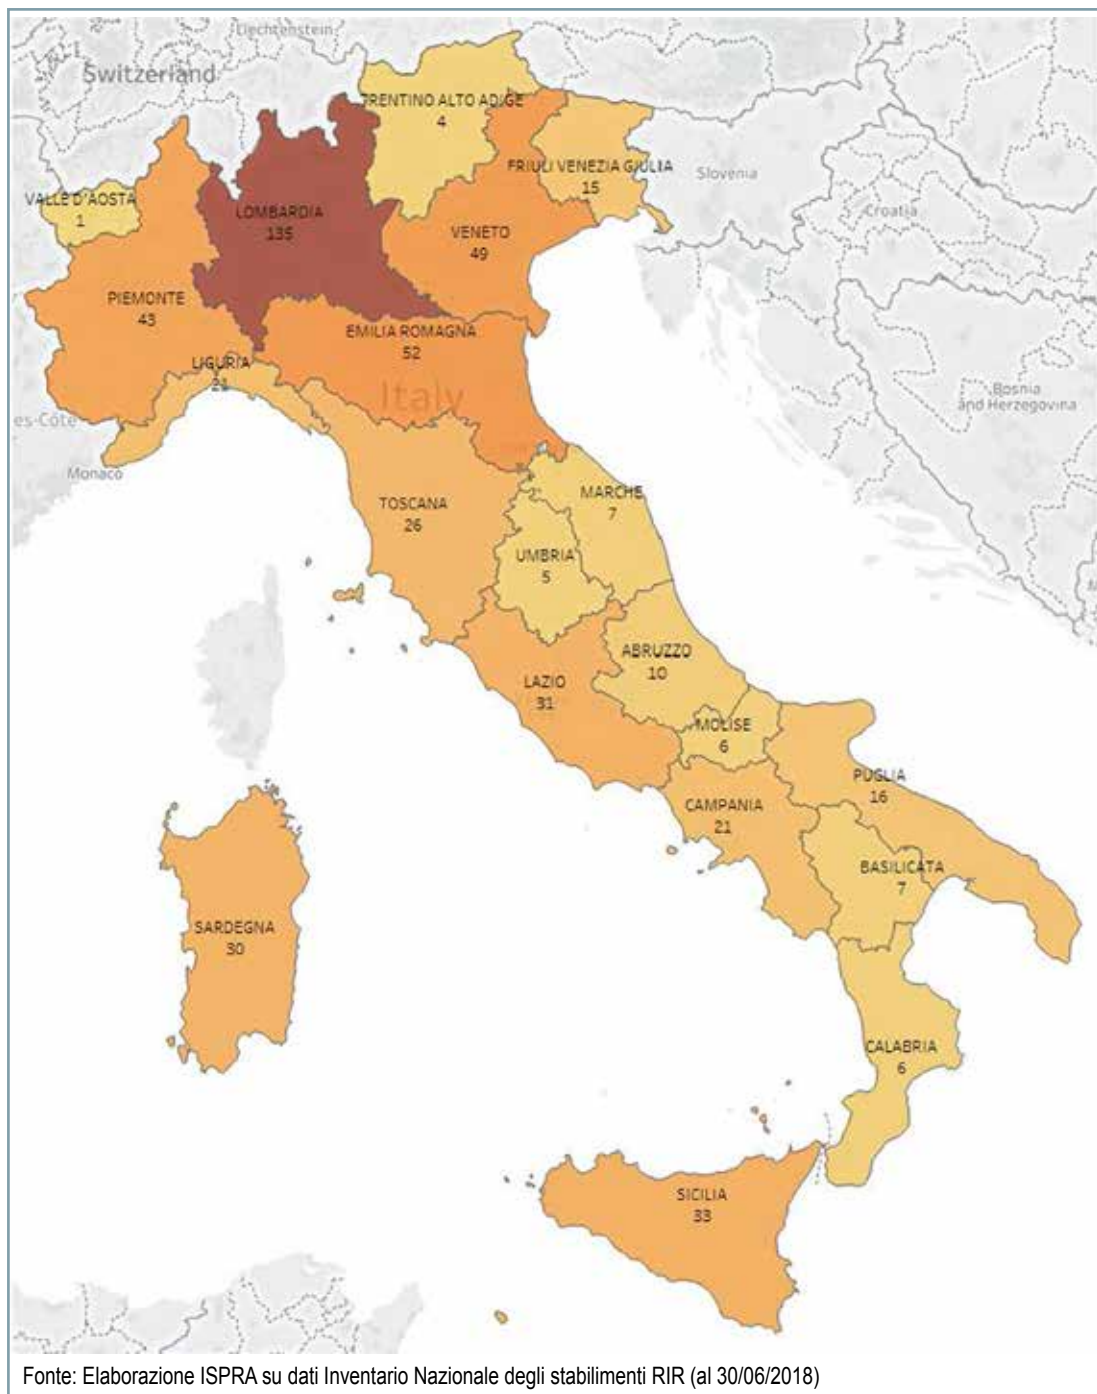 Liechtenstein
Switzerland
TRENTINO ALTO ADIGE
4
FRIULI VENEZIA GIULIA
15
Slovenia
VALLE D'AOSTA
1
LOMBARDIA
135
VENETO
49
Croatia
PIEMONTE
43
EMILIA ROMAGNA
52
LIGURIA
21
Italy
Bosnia
and Herzegovina
es-Côte
Monaco
TOSCANA
26
MARCHE
7
UMBRIA
5
ABRUZZO
10
LAZIO
31
MOLISE
6
PUGLIA
16
CAMPANIA
21
BASILICATA
7
SARDEGNA
30
CALABRIA
6
SICILIA
33
Fonte: Elaborazione ISPRA su dati Inventario Nazionale degli stabilimenti RIR (al 30/06/2018)